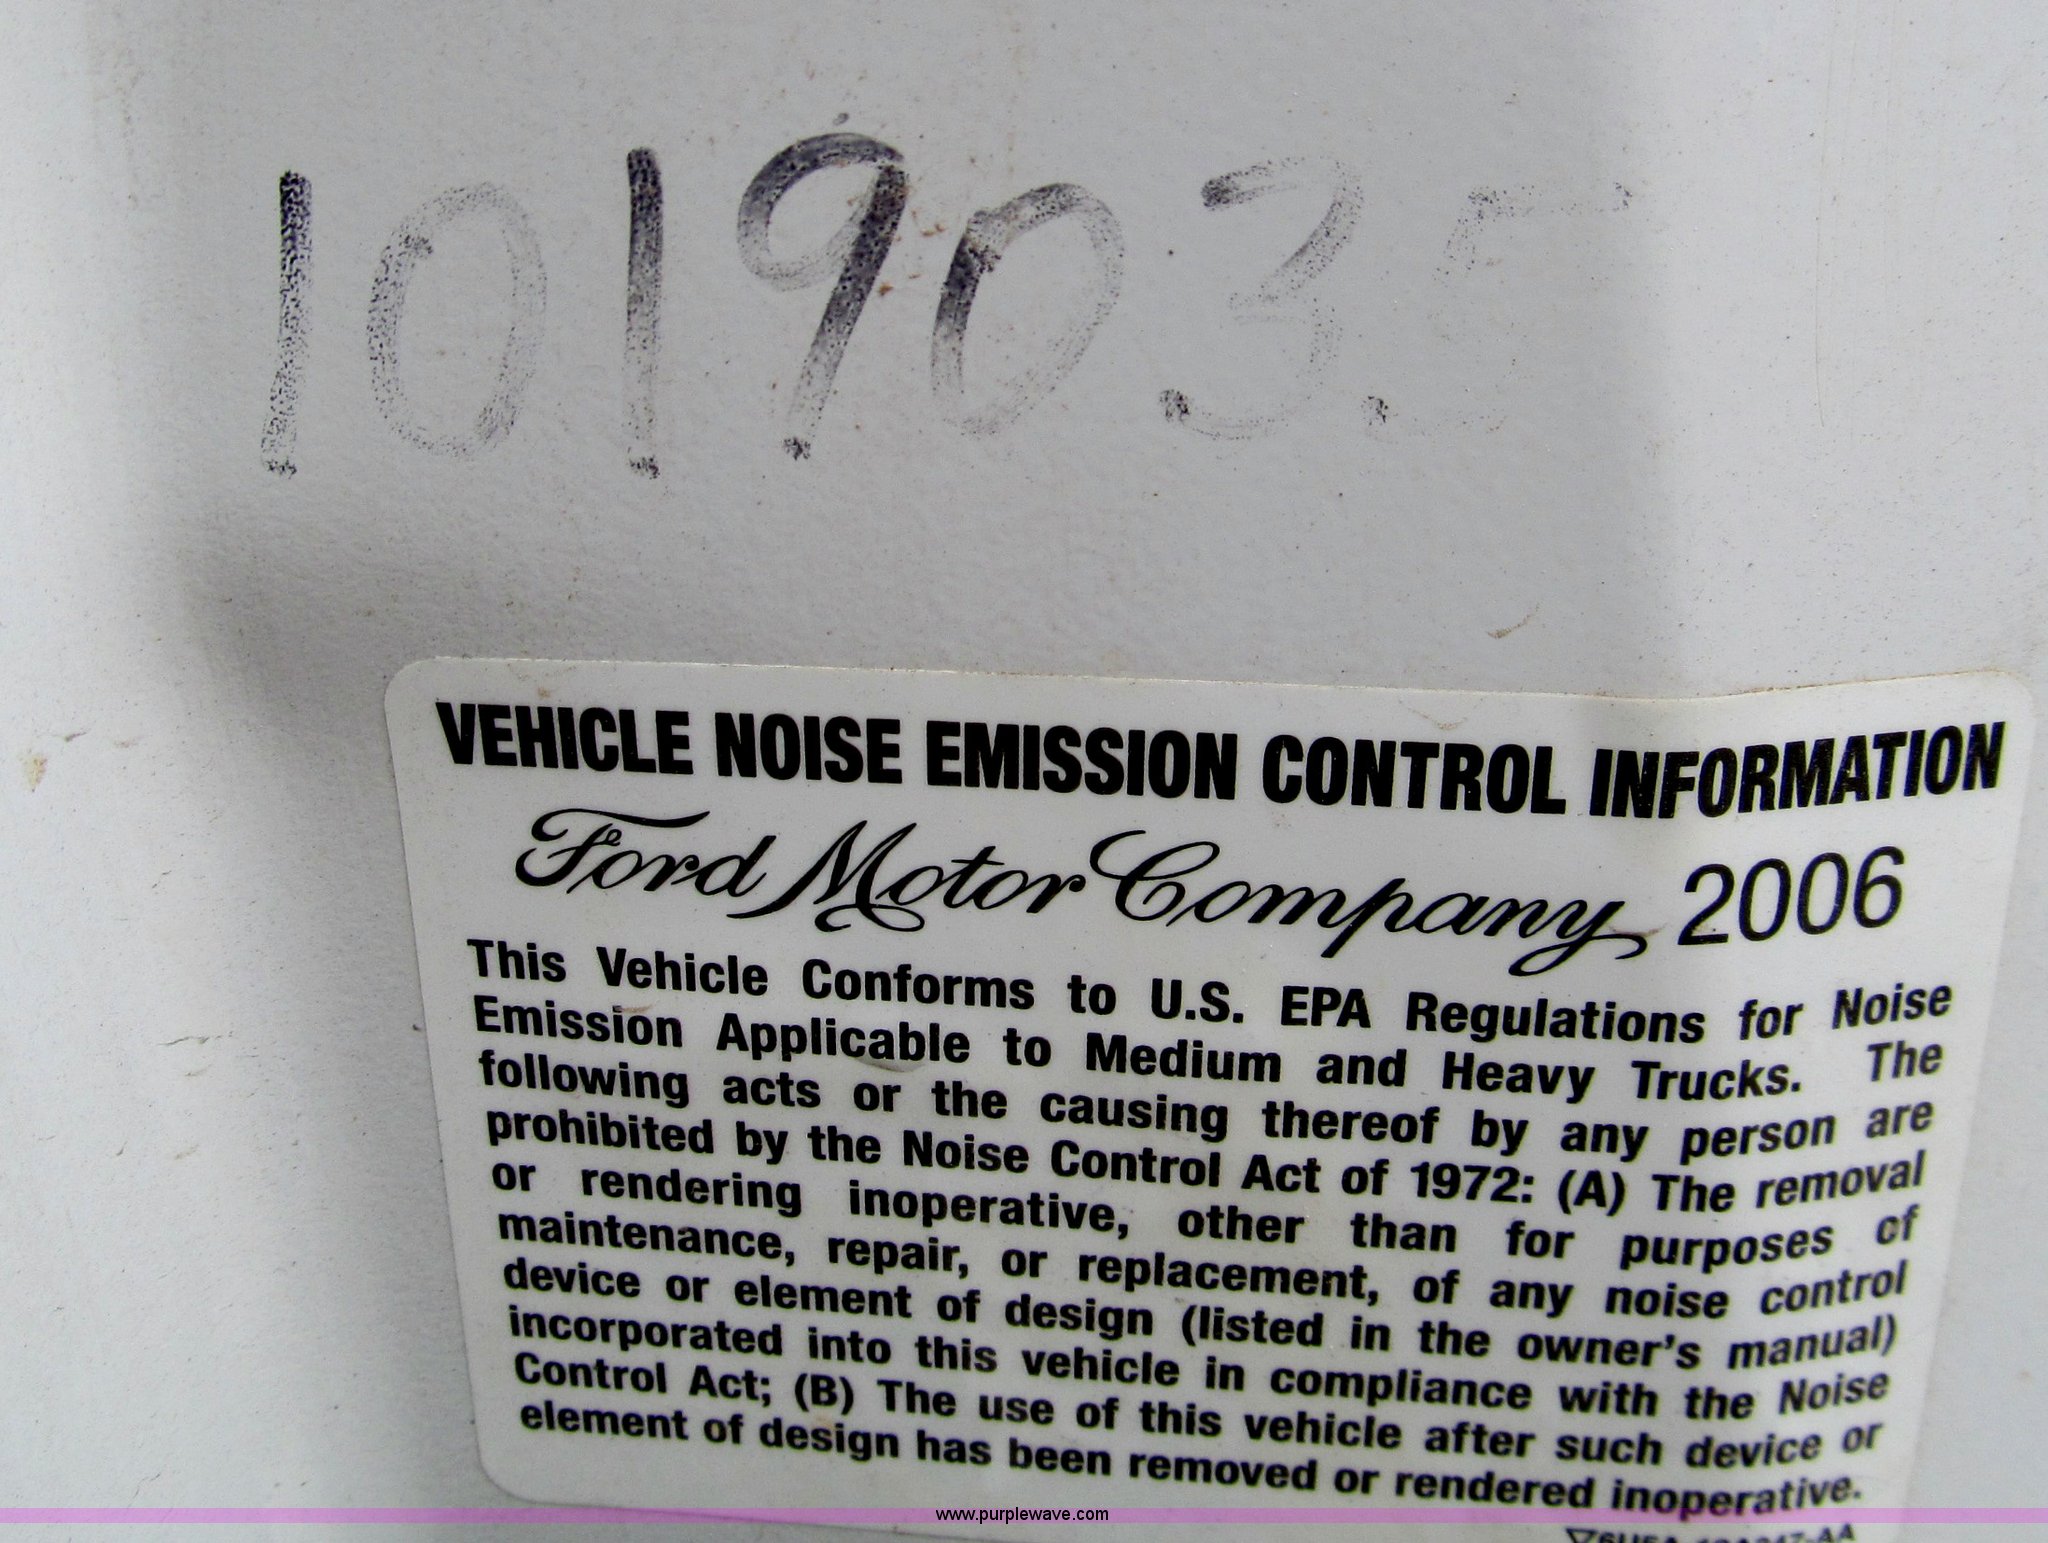 1019035
VEHICLE NOISE EMISSION CONTROL INFORMATION
Ford Motor Company 2006
This Vehicle Conforms to U.S. EPA Regulations for Noise
Emission Applicable to Medium and Heavy Trucks. The
following acts or the causing thereof by any person are
prohibited by the Noise Control Act of 1972: (A) The removal
or rendering inoperative, other than for purposes of
maintenance, repair, or replacement, of any noise control
device or element of design (listed in the owner's manual)
incorporated into this vehicle in compliance with the Noise
Control Act; (B) The use of this vehicle after such device or
element of design has been removed or rendered inoperative.
www.purplewave.com